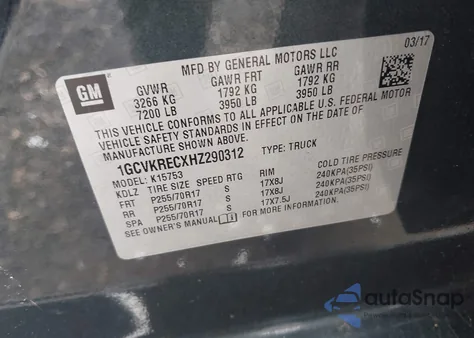 MFD BY GENERAL MOTORS LLC 03/17
GM
GVWR GAWR FRT GAWR RR
3266 KG 1792 KG 1792 KG
7200 LB 3950 LB 3950 LB
THIS VEHICLE CONFORMS TO ALL APPLICABLE U.S. FEDERAL MOTOR
VEHICLE SAFETY STANDARDS IN EFFECT ON THE DATE OF
MANUFACTURE SHOWN ABOVE.
1GCVKRECXHZ290312 TYPE: TRUCK
MODEL: K15753
KDLZ TIRE SIZE SPEED RTG RIM COLD TIRE PRESSURE
FRT P255/70R17 S 17X8J 240KPA(35PSI)
RR P255/70R17 S 17X8J 240KPA(35PSI)
SPA P255/70R17 S 17X7.5J 240KPA(35PSI)
SEE OWNER'S MANUAL FOR MORE INFORMATION.
autoSnap